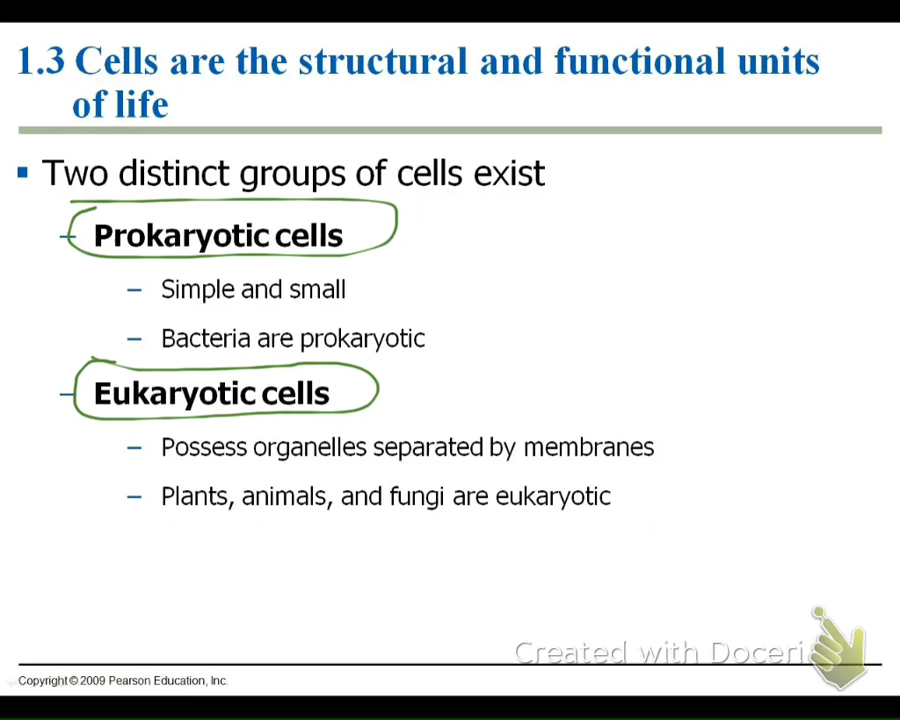 1.3 Cells are the structural and functional units
of life
▪ Two distinct groups of cells exist
– Prokaryotic cells
– Simple and small
– Bacteria are prokaryotic
– Eukaryotic cells
– Possess organelles separated by membranes
– Plants, animals, and fungi are eukaryotic
Created with Doceri
Copyright © 2009 Pearson Education, Inc.